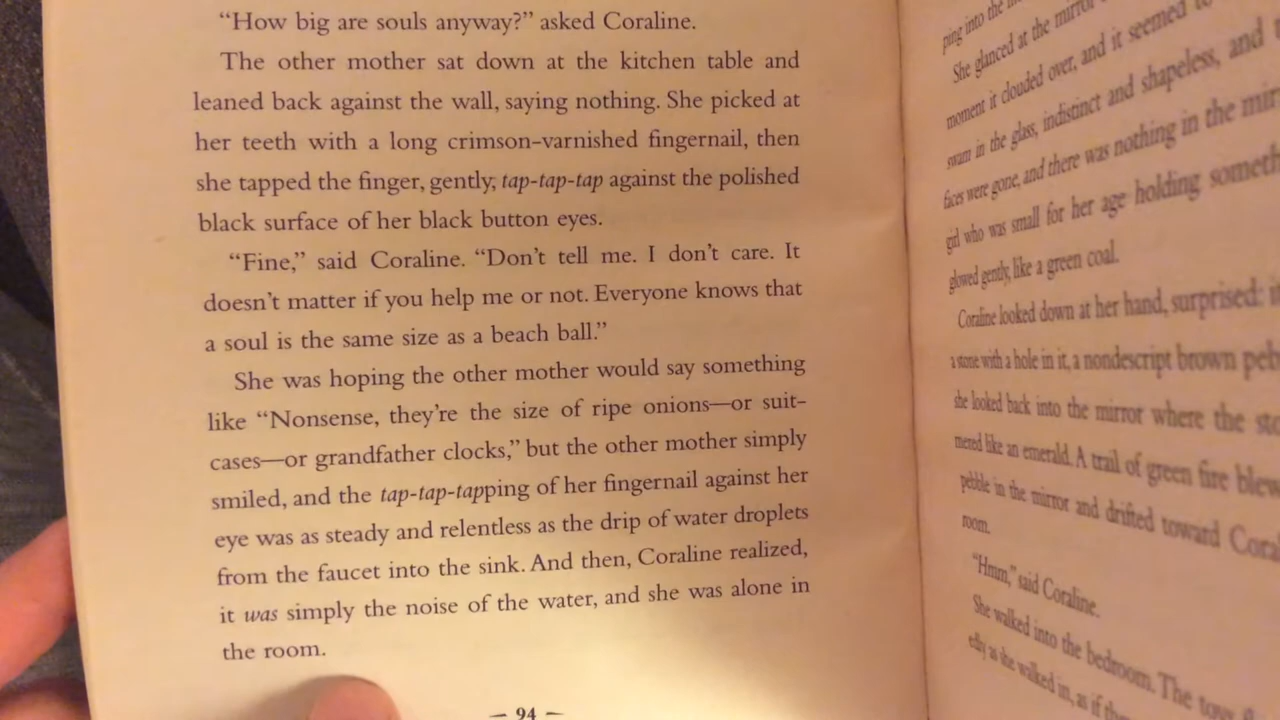 “How big are souls anyway?” asked Coraline.
The other mother sat down at the kitchen table and
leaned back against the wall, saying nothing. She picked at
her teeth with a long crimson-varnished fingernail, then
she tapped the finger, gently, tap-tap-tap against the polished
black surface of her black button eyes.
“Fine,” said Coraline. “Don’t tell me. I don’t care. It
doesn’t matter if you help me or not. Everyone knows that
a soul is the same size as a beach ball.”
She was hoping the other mother would say something
like “Nonsense, they’re the size of ripe onions—or suit-
cases—or grandfather clocks,” but the other mother simply
smiled, and the tap-tap-tapping of her fingernail against her
eye was as steady and relentless as the drip of water droplets
from the faucet into the sink. And then, Coraline realized,
it was simply the noise of the water, and she was alone in
the room.
— 94 —
ping into the
She glanced at the mirror
moment it clouded over, and it seemed to
swam in the glass, indistinct and shapeless, and
faces were gone, and there was nothing in the
girl who was small for her age holding
glowed gently, like a green coal.
Coraline looked down at her hand, surprised:
a stone with a hole in it, a nondescript brown
she looked back into the mirror where the
mered like an emerald. A trail of green fire
pebble in the mirror and drifted toward
room.
“Hmm,” said Coraline.
She walked into the bedroom. The toys
edly as she walked in, as if